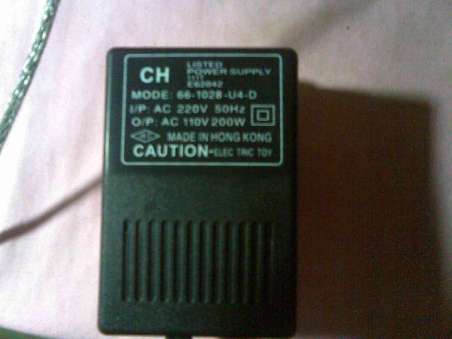 CH
LISTED
POWER SUPPLY
E62042
MODE: 66-1028-U4-D
I/P: AC 220V 50Hz
O/P: AC 110V 200W
MADE IN HONG KONG
CAUTION-ELEC TRIC TOY